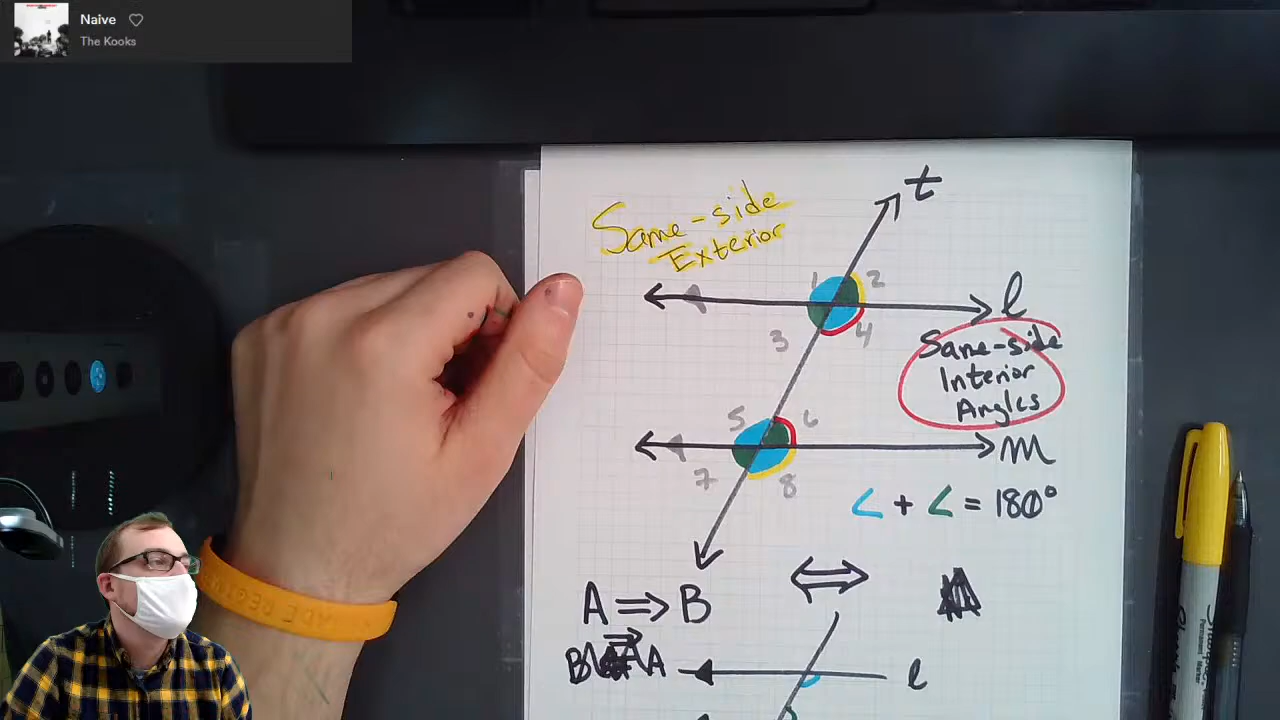 Naive
The Kooks
t
Same-side
Exterior
1 2
l
3 4
Same-side
Interior
Angles
5 6
m
7 8
∠ + ∠ = 180°
⟺
A ⟹ B
B ⟹ A
l